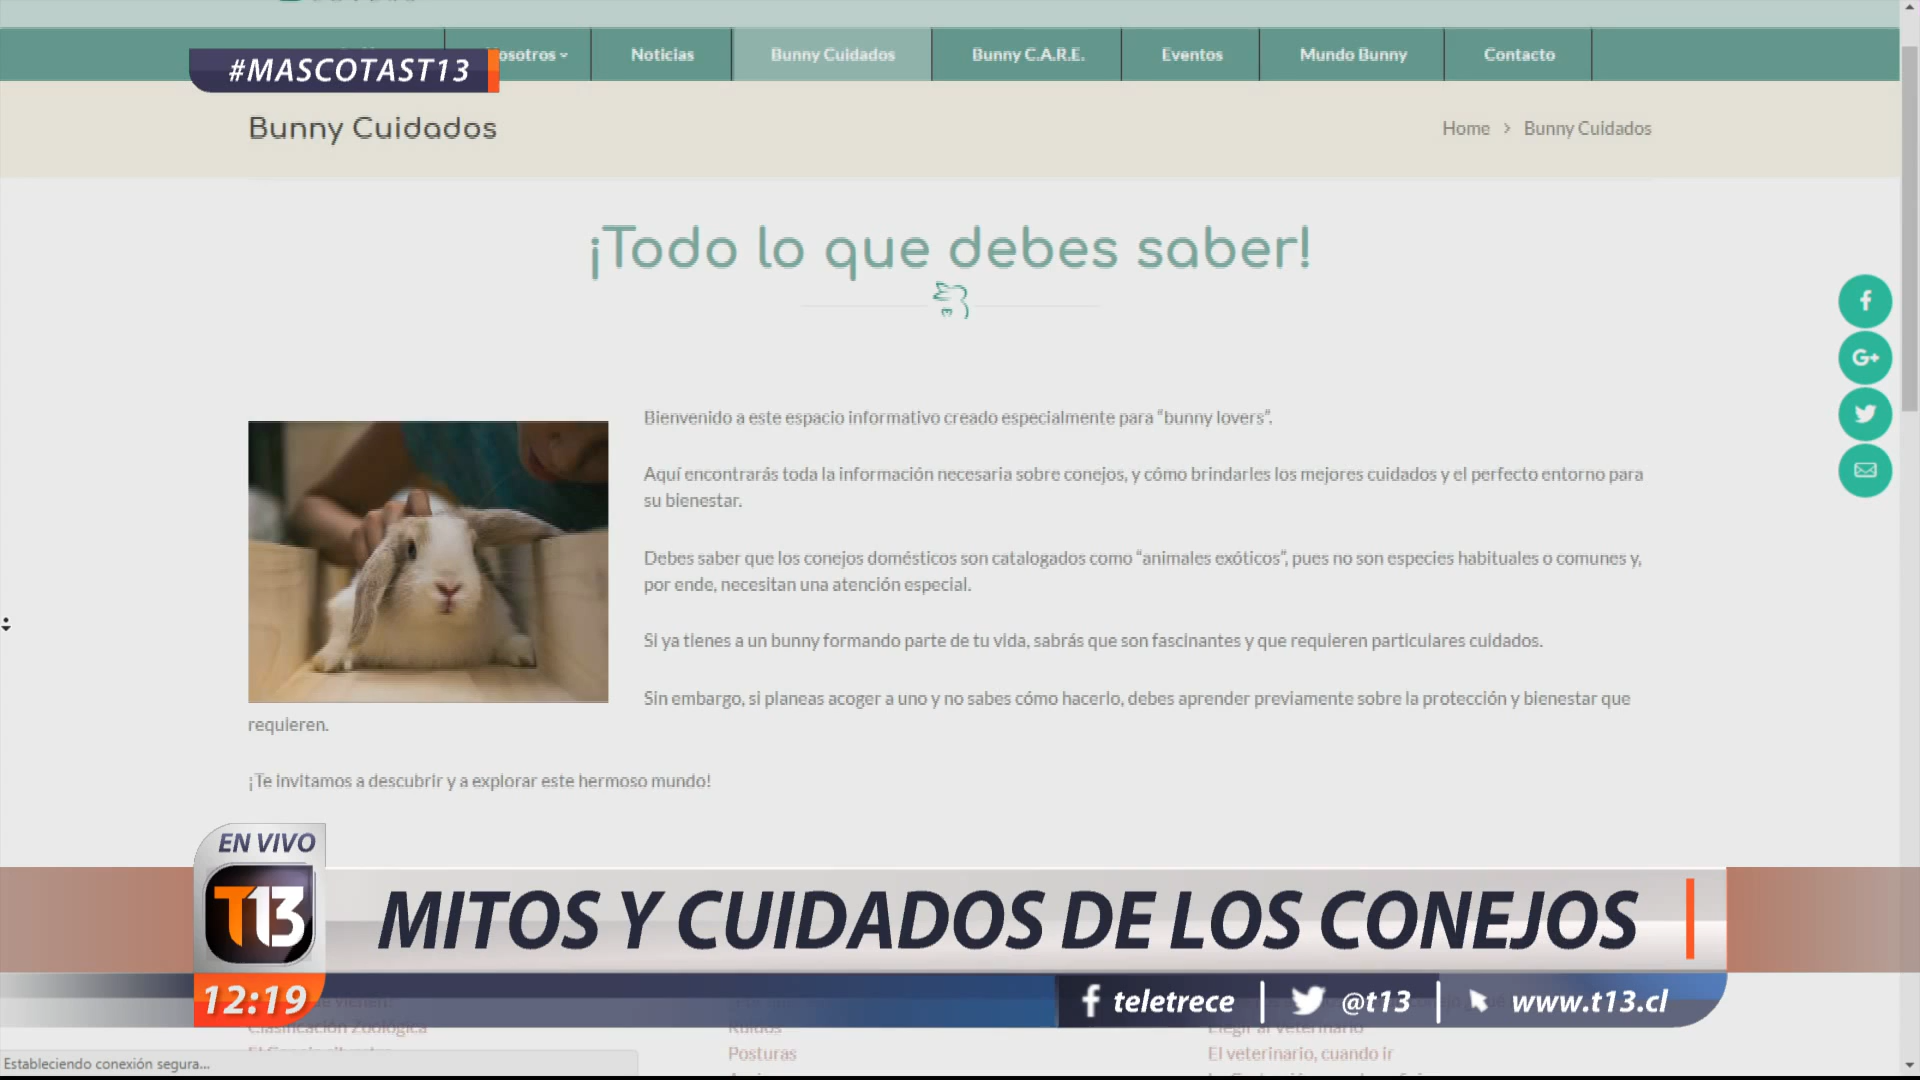 #MASCOTAST13
Nosotros
Noticias
Bunny Cuidados
Bunny C.A.R.E.
Eventos
Mundo Bunny
Contacto
Bunny Cuidados
Home > Bunny Cuidados
¡Todo lo que debes saber!
Bienvenido a este espacio informativo creado especialmente para “bunny lovers”.
Aquí encontrarás toda la información necesaria sobre conejos, y cómo brindarles los mejores cuidados y el perfecto entorno para
su bienestar.
Debes saber que los conejos domésticos son catalogados como “animales exóticos”, pues no son especies habituales o comunes y,
por ende, necesitan una atención especial.
Si ya tienes a un bunny formando parte de tu vida, sabrás que son fascinantes y que requieren particulares cuidados.
Sin embargo, si planeas acoger a uno y no sabes cómo hacerlo, debes aprender previamente sobre la protección y bienestar que
requieren.
¡Te invitamos a descubrir y a explorar este hermoso mundo!
EN VIVO
T13
MITOS Y CUIDADOS DE LOS CONEJOS
12:19
teletrece
@t13
www.t13.cl
Clasificación Zoológica
Ruidos
Elegir al veterinario
Posturas
El veterinario, cuando ir
Estableciendo conexión segura...